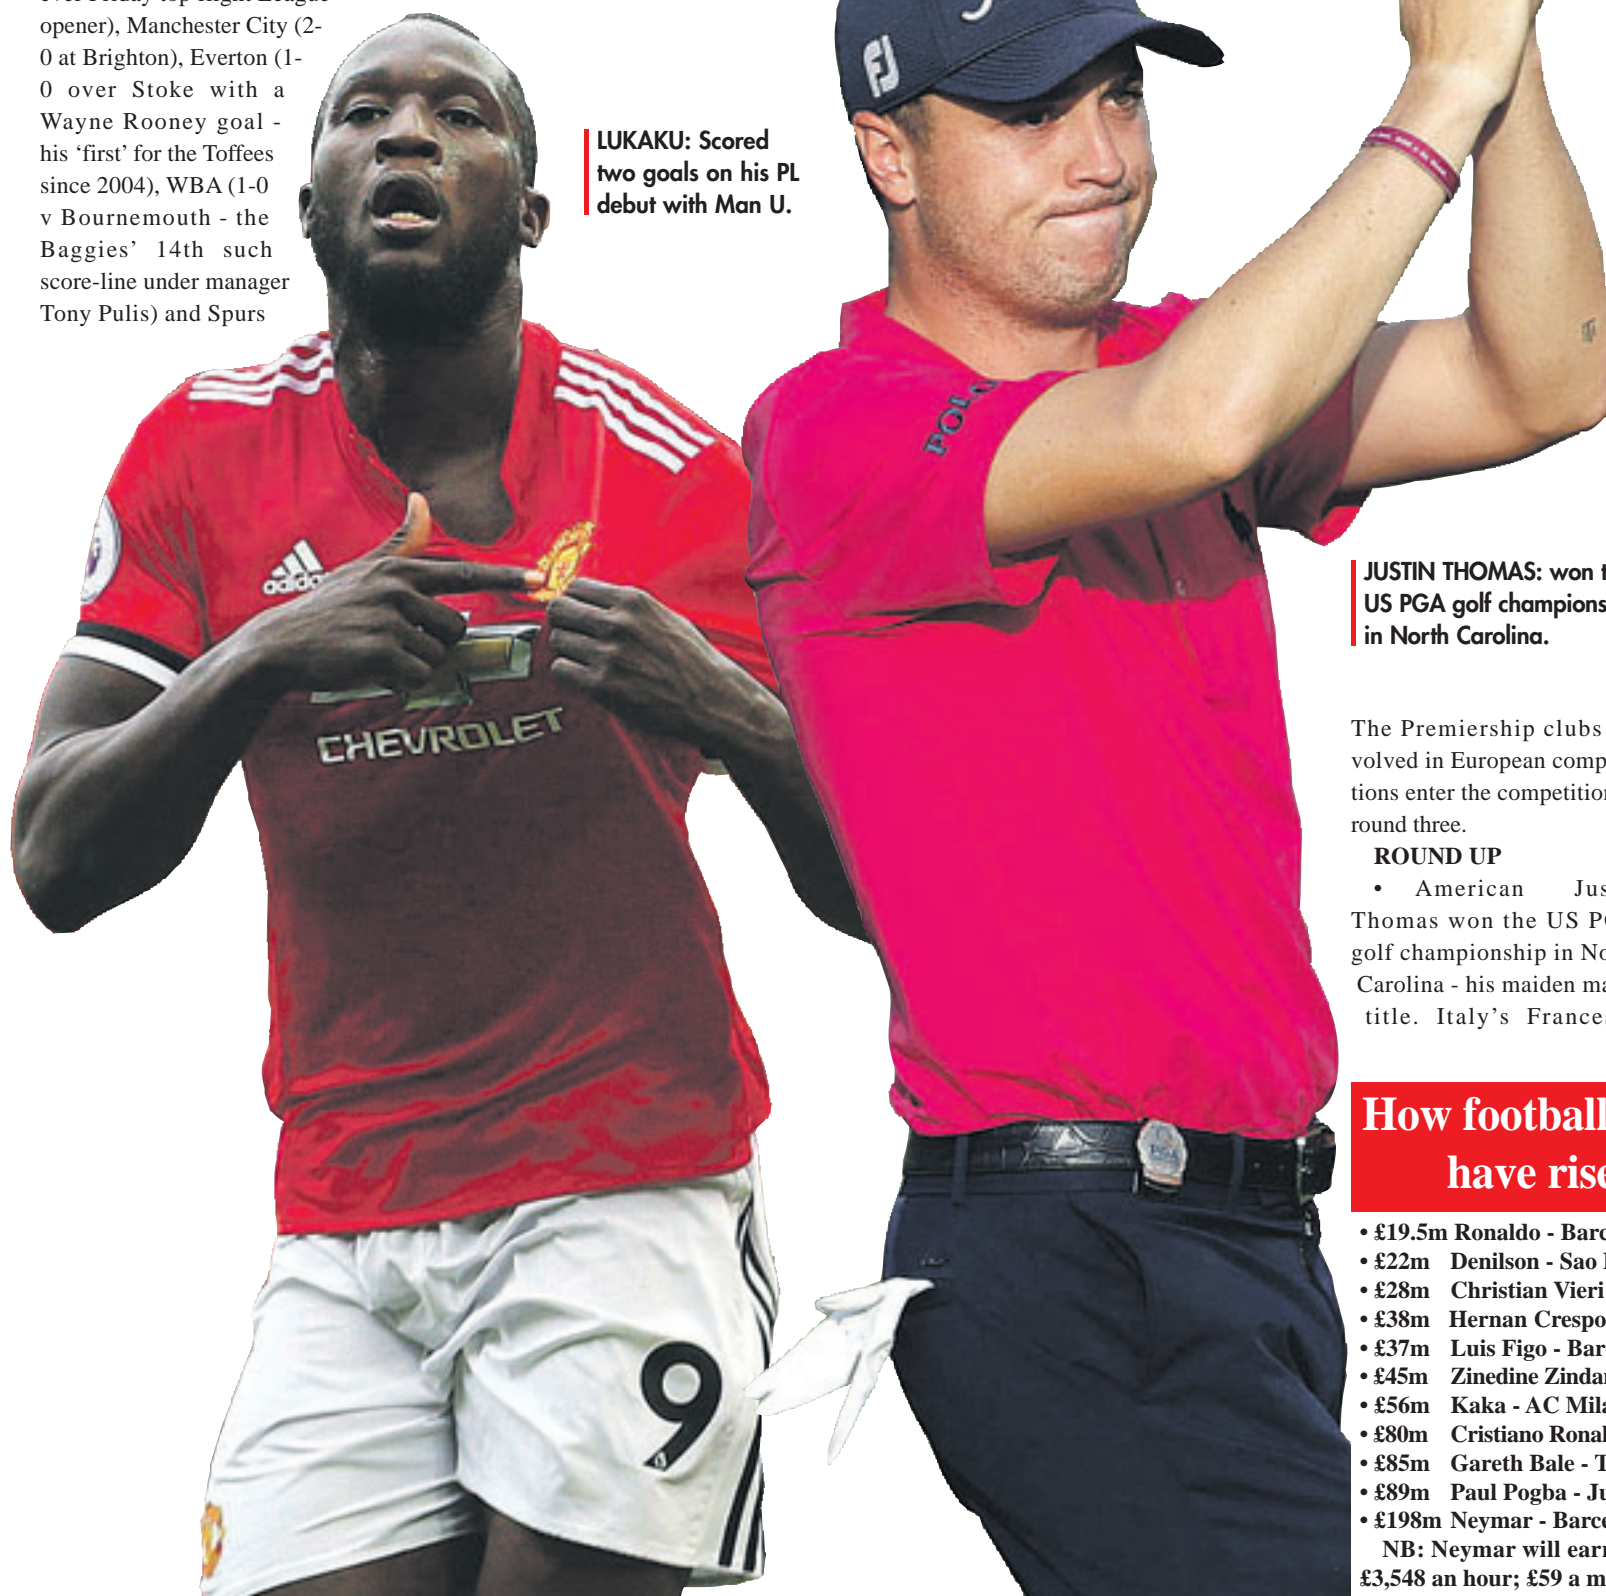 opener), Manchester City (2-
0 at Brighton), Everton (1-
0 over Stoke with a
Wayne Rooney goal -
his ‘first’ for the Toffees
since 2004), WBA (1-0
v Bournemouth - the
Baggies’ 14th such
score-line under manager
Tony Pulis) and Spurs
LUKAKU: Scored
two goals on his PL
debut with Man U.
FJ
POLO
adidas
CHEVROLET
9
PGA
JUSTIN THOMAS: won t
US PGA golf champions
in North Carolina.
The Premiership clubs
volved in European comp
tions enter the competition
round three.
ROUND UP
• American Jus
Thomas won the US PG
golf championship in No
Carolina - his maiden ma
title. Italy’s Frances
How football
have rise
• £19.5m Ronaldo - Barc
• £22m Denilson - Sao
• £28m Christian Vieri
• £38m Hernan Crespo
• £37m Luis Figo - Bar
• £45m Zinedine Zindan
• £56m Kaka - AC Mila
• £80m Cristiano Ronal
• £85m Gareth Bale - T
• £89m Paul Pogba - Ju
• £198m Neymar - Barce
NB: Neymar will earn
£3,548 an hour; £59 a m